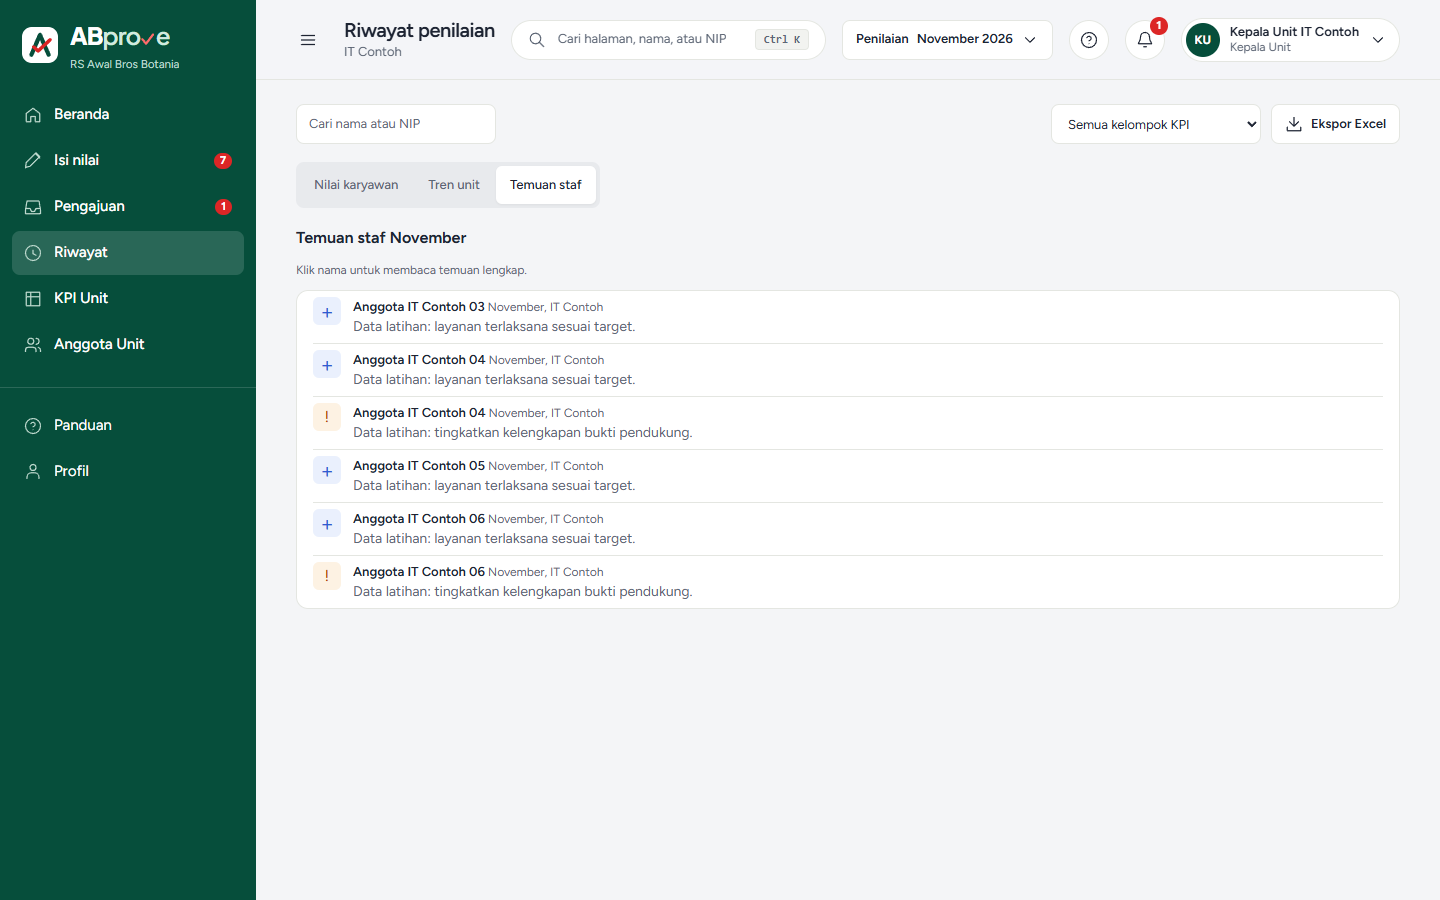 ABprove
RS Awal Bros Botania
Beranda
Isi nilai 7
Pengajuan 1
Riwayat
KPI Unit
Anggota Unit
Panduan
Profil
Riwayat penilaian
IT Contoh
Cari halaman, nama, atau NIP Ctrl K
Penilaian November 2026
1
KU
Kepala Unit IT Contoh
Kepala Unit
Cari nama atau NIP
Semua kelompok KPI
Ekspor Excel
Nilai karyawan Tren unit Temuan staf
Temuan staf November
Klik nama untuk membaca temuan lengkap.
+ Anggota IT Contoh 03 November, IT Contoh
Data latihan: layanan terlaksana sesuai target.
+ Anggota IT Contoh 04 November, IT Contoh
Data latihan: layanan terlaksana sesuai target.
! Anggota IT Contoh 04 November, IT Contoh
Data latihan: tingkatkan kelengkapan bukti pendukung.
+ Anggota IT Contoh 05 November, IT Contoh
Data latihan: layanan terlaksana sesuai target.
+ Anggota IT Contoh 06 November, IT Contoh
Data latihan: layanan terlaksana sesuai target.
! Anggota IT Contoh 06 November, IT Contoh
Data latihan: tingkatkan kelengkapan bukti pendukung.